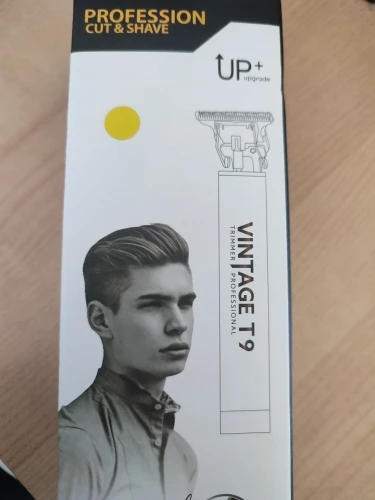 PROFESSION
CUT & SHAVE
UP+
upgrade
VINTAGE T9
TRIMMER PROFESSIONAL